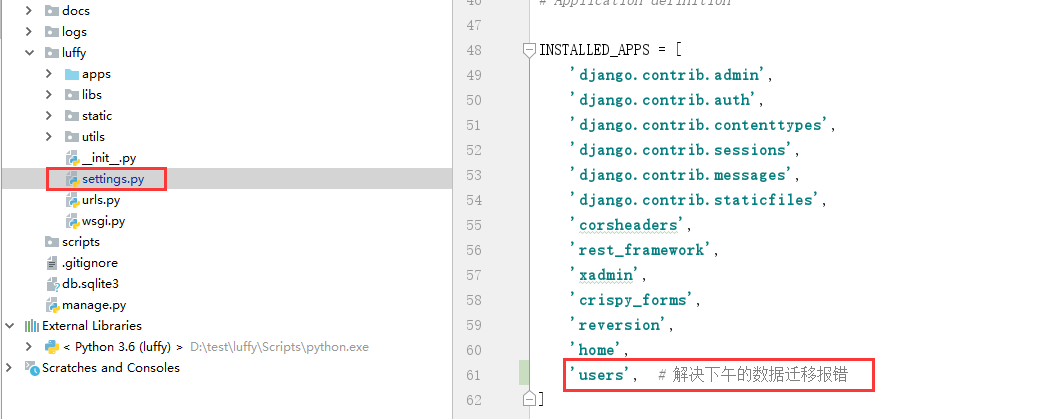 docs
logs
luffy
apps
libs
static
utils
__init__.py
settings.py
urls.py
wsgi.py
scripts
.gitignore
db.sqlite3
manage.py
External Libraries
< Python 3.6 (luffy) > D:\test\luffy\Scripts\python.exe
Scratches and Consoles
46 # Application definition
47
48 INSTALLED_APPS = [
49 'django.contrib.admin',
50 'django.contrib.auth',
51 'django.contrib.contenttypes',
52 'django.contrib.sessions',
53 'django.contrib.messages',
54 'django.contrib.staticfiles',
55 'corsheaders',
56 'rest_framework',
57 'xadmin',
58 'crispy_forms',
59 'reversion',
60 'home',
61 'users', # 解决下午的数据迁移报错
62 ]